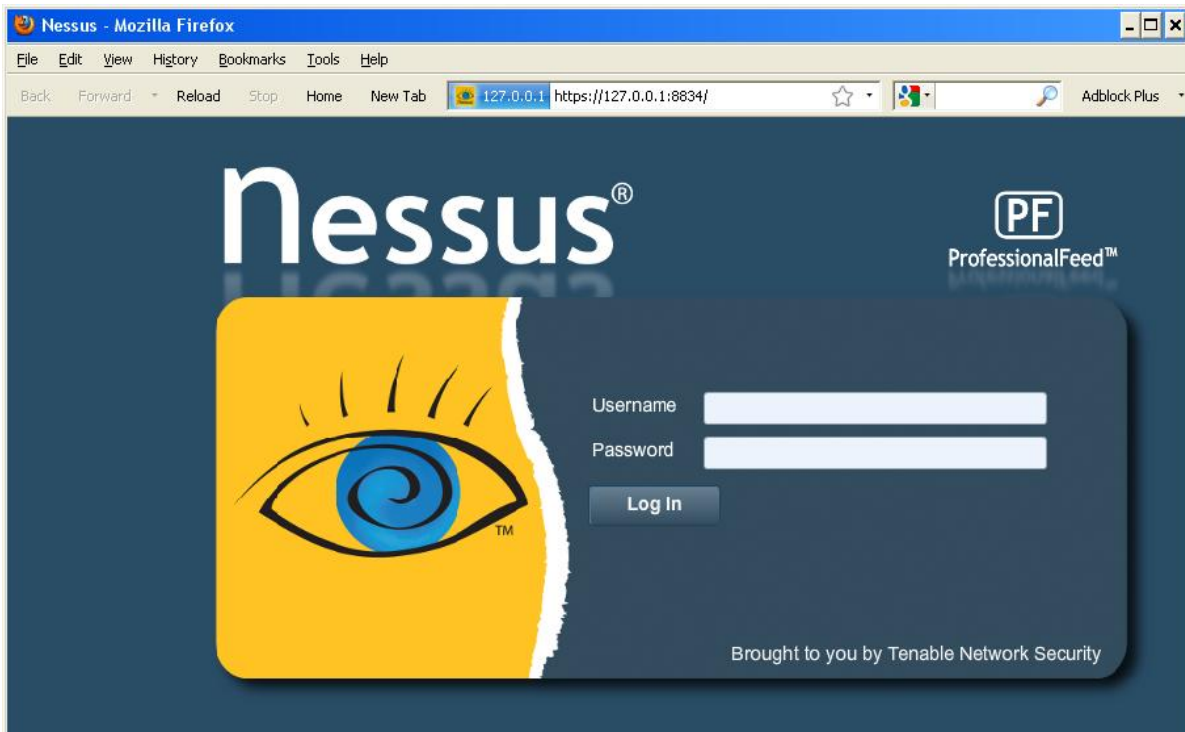 Nessus - Mozilla Firefox
File Edit View History Bookmarks Tools Help
Back Forward Reload Stop Home New Tab 127.0.0.1 https://127.0.0.1:8834/ Adblock Plus
nessus®
PF
ProfessionalFeed™
Username
Password
Log In
TM
Brought to you by Tenable Network Security